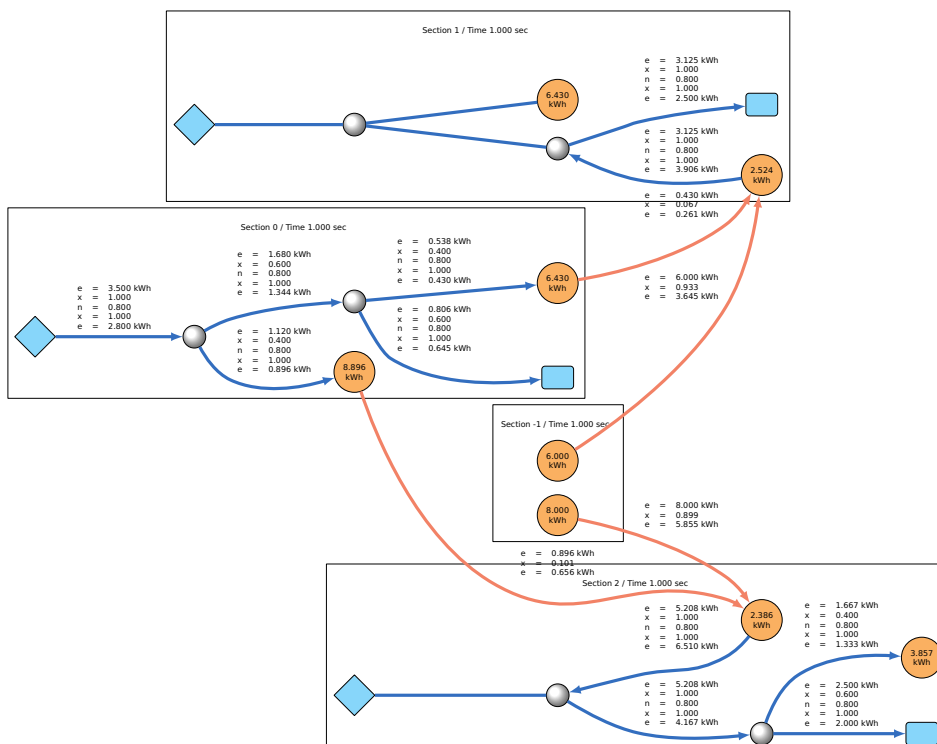 Section 1 / Time 1.000 sec
e = 3.125 kWh
x = 1.000
n = 0.800
x = 1.000
e = 2.500 kWh
6.430
kWh
e = 3.125 kWh
x = 1.000
n = 0.800
x = 1.000
e = 3.906 kWh
2.524
kWh
e = 0.430 kWh
x = 0.067
e = 0.261 kWh
Section 0 / Time 1.000 sec
e = 3.500 kWh
x = 1.000
n = 0.800
x = 1.000
e = 2.800 kWh
e = 1.680 kWh
x = 0.600
n = 0.800
x = 1.000
e = 1.344 kWh
e = 0.538 kWh
x = 0.400
n = 0.800
x = 1.000
e = 0.430 kWh
6.430
kWh
e = 1.120 kWh
x = 0.400
n = 0.800
x = 1.000
e = 0.896 kWh
e = 0.806 kWh
x = 0.600
n = 0.800
x = 1.000
e = 0.645 kWh
8.896
kWh
e = 6.000 kWh
x = 0.933
e = 3.645 kWh
Section -1 / Time 1.000 sec
6.000
kWh
8.000
kWh
e = 8.000 kWh
x = 0.899
e = 5.855 kWh
e = 0.896 kWh
x = 0.101
e = 0.656 kWh
Section 2 / Time 1.000 sec
e = 5.208 kWh
x = 1.000
n = 0.800
x = 1.000
e = 6.510 kWh
2.386
kWh
e = 1.667 kWh
x = 0.400
n = 0.800
x = 1.000
e = 1.333 kWh
3.857
kWh
e = 5.208 kWh
x = 1.000
n = 0.800
x = 1.000
e = 4.167 kWh
e = 2.500 kWh
x = 0.600
n = 0.800
x = 1.000
e = 2.000 kWh